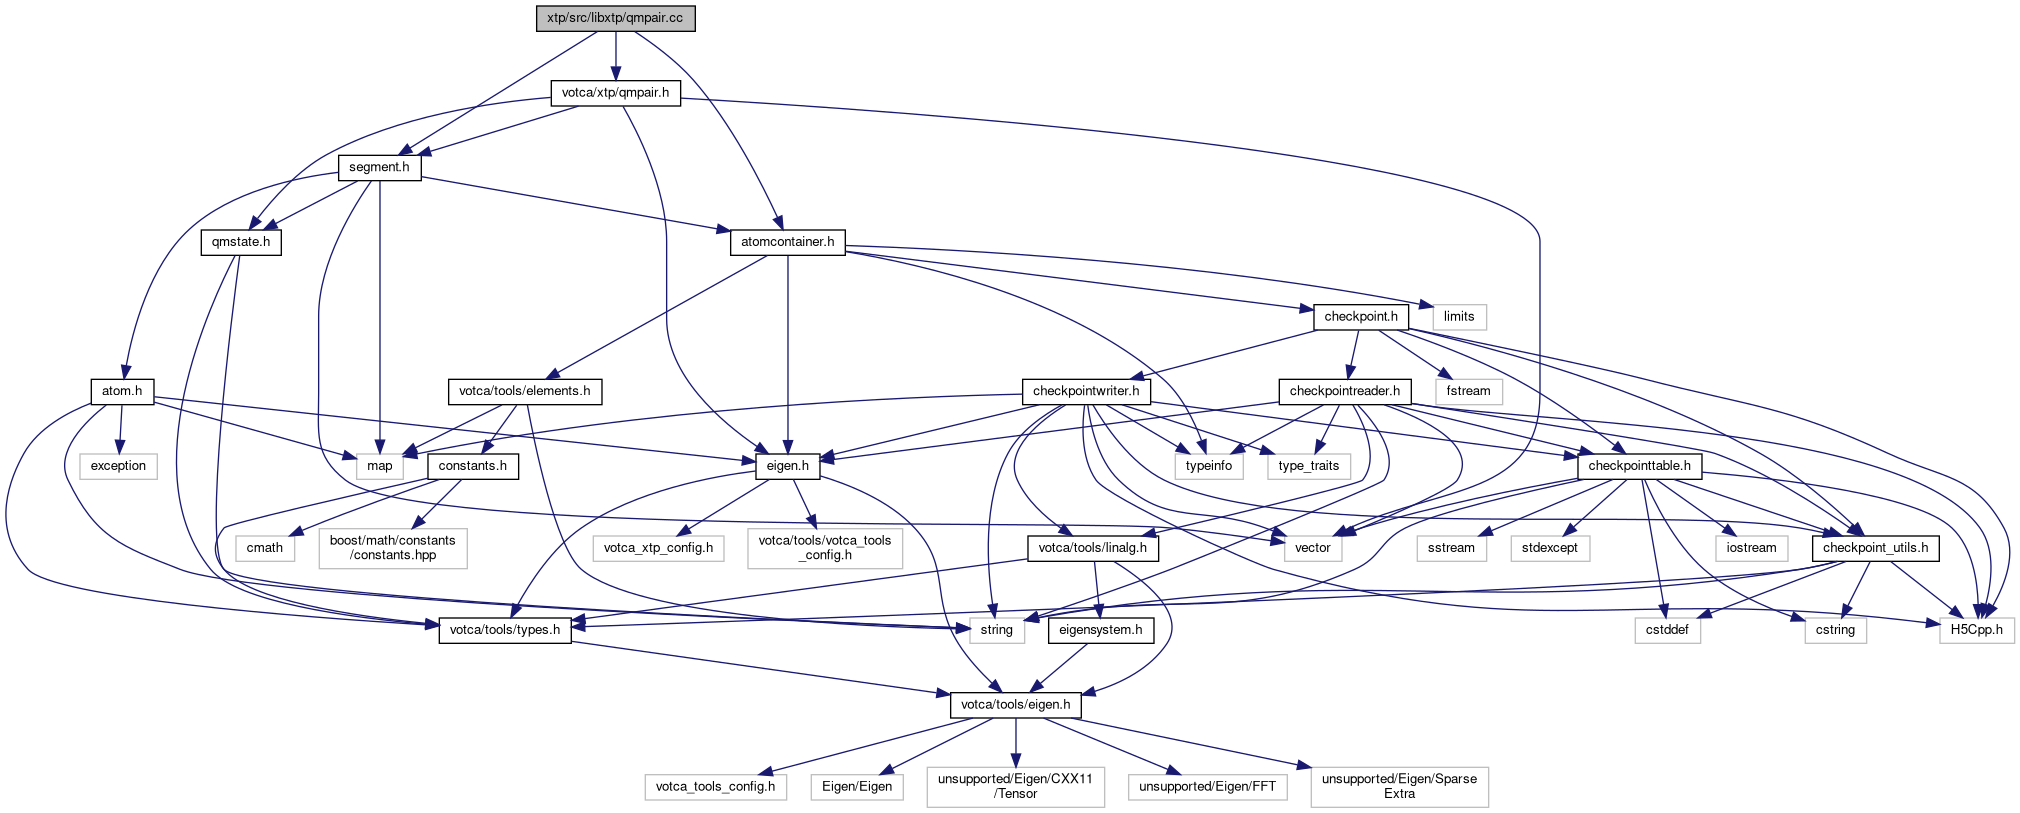 xtp/src/libxtp/qmpair.cc
votca/xtp/qmpair.h
segment.h
qmstate.h
atomcontainer.h
checkpoint.h
limits
atom.h
votca/tools/elements.h
checkpointwriter.h
checkpointreader.h
fstream
exception
map
constants.h
eigen.h
typeinfo
type_traits
checkpointtable.h
cmath
boost/math/constants
/constants.hpp
votca_xtp_config.h
votca/tools/votca_tools
_config.h
votca/tools/linalg.h
vector
sstream
stdexcept
iostream
checkpoint_utils.h
votca/tools/types.h
string
eigensystem.h
cstddef
cstring
H5Cpp.h
votca/tools/eigen.h
votca_tools_config.h
Eigen/Eigen
unsupported/Eigen/CXX11
/Tensor
unsupported/Eigen/FFT
unsupported/Eigen/Sparse
Extra